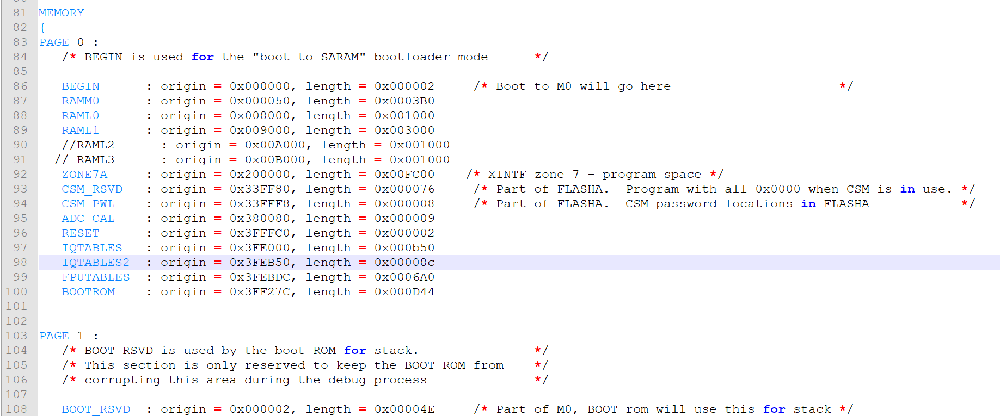 81 MEMORY
82 {
83 PAGE 0 :
84 /* BEGIN is used for the "boot to SARAM" bootloader mode */
85
86 BEGIN : origin = 0x000000, length = 0x000002 /* Boot to M0 will go here */
87 RAMM0 : origin = 0x000050, length = 0x0003B0
88 RAML0 : origin = 0x008000, length = 0x001000
89 RAML1 : origin = 0x009000, length = 0x003000
90 //RAML2 : origin = 0x00A000, length = 0x001000
91 // RAML3 : origin = 0x00B000, length = 0x001000
92 ZONE7A : origin = 0x200000, length = 0x00FC00 /* XINTF zone 7 - program space */
93 CSM_RSVD : origin = 0x33FF80, length = 0x000076 /* Part of FLASHA. Program with all 0x0000 when CSM is in use. */
94 CSM_PWL : origin = 0x33FFF8, length = 0x000008 /* Part of FLASHA. CSM password locations in FLASHA */
95 ADC_CAL : origin = 0x380080, length = 0x000009
96 RESET : origin = 0x3FFFC0, length = 0x000002
97 IQTABLES : origin = 0x3FE000, length = 0x000b50
98 IQTABLES2 : origin = 0x3FEB50, length = 0x00008c
99 FPUTABLES : origin = 0x3FEBDC, length = 0x0006A0
100 BOOTROM : origin = 0x3FF27C, length = 0x000D44
101
102
103 PAGE 1 :
104 /* BOOT_RSVD is used by the boot ROM for stack. */
105 /* This section is only reserved to keep the BOOT ROM from */
106 /* corrupting this area during the debug process */
107
108 BOOT_RSVD : origin = 0x000002, length = 0x00004E /* Part of M0, BOOT rom will use this for stack */